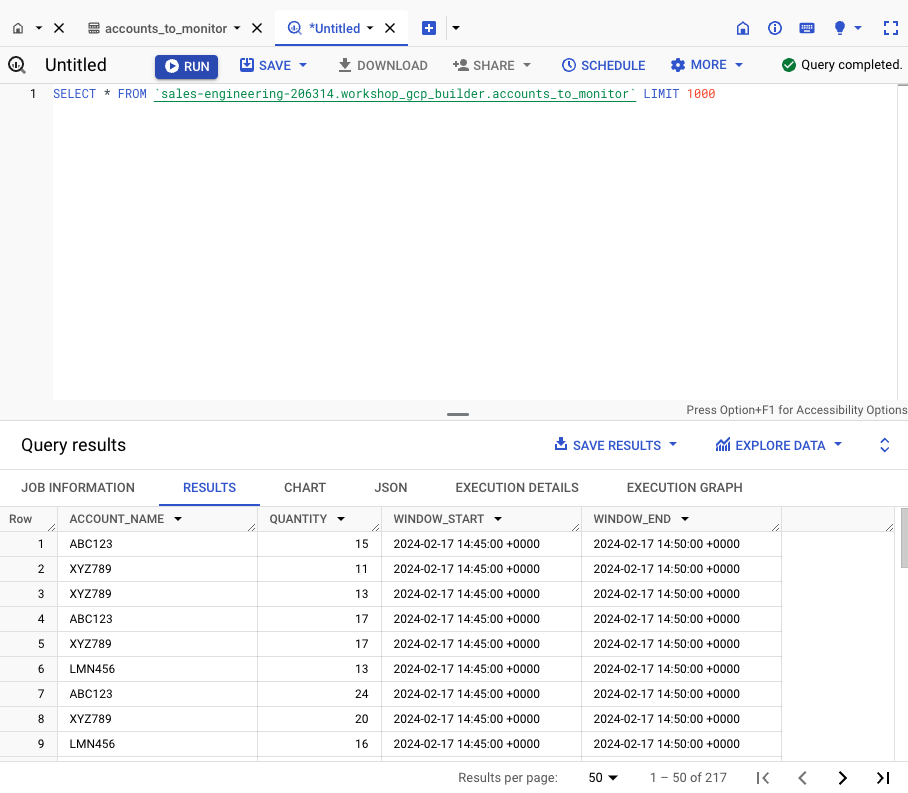 accounts_to_monitor *Untitled
Untitled RUN SAVE DOWNLOAD SHARE SCHEDULE MORE Query completed.
1 SELECT * FROM `sales-engineering-206314.workshop_gcp_builder.accounts_to_monitor` LIMIT 1000
Press Option+F1 for Accessibility Options
Query results SAVE RESULTS EXPLORE DATA
JOB INFORMATION RESULTS CHART JSON EXECUTION DETAILS EXECUTION GRAPH
Row ACCOUNT_NAME QUANTITY WINDOW_START WINDOW_END
1 ABC123 15 2024-02-17 14:45:00 +0000 2024-02-17 14:50:00 +0000
2 XYZ789 11 2024-02-17 14:45:00 +0000 2024-02-17 14:50:00 +0000
3 XYZ789 13 2024-02-17 14:45:00 +0000 2024-02-17 14:50:00 +0000
4 ABC123 17 2024-02-17 14:45:00 +0000 2024-02-17 14:50:00 +0000
5 XYZ789 17 2024-02-17 14:45:00 +0000 2024-02-17 14:50:00 +0000
6 LMN456 13 2024-02-17 14:45:00 +0000 2024-02-17 14:50:00 +0000
7 ABC123 24 2024-02-17 14:45:00 +0000 2024-02-17 14:50:00 +0000
8 XYZ789 20 2024-02-17 14:45:00 +0000 2024-02-17 14:50:00 +0000
9 LMN456 16 2024-02-17 14:45:00 +0000 2024-02-17 14:50:00 +0000
Results per page: 50 1 – 50 of 217